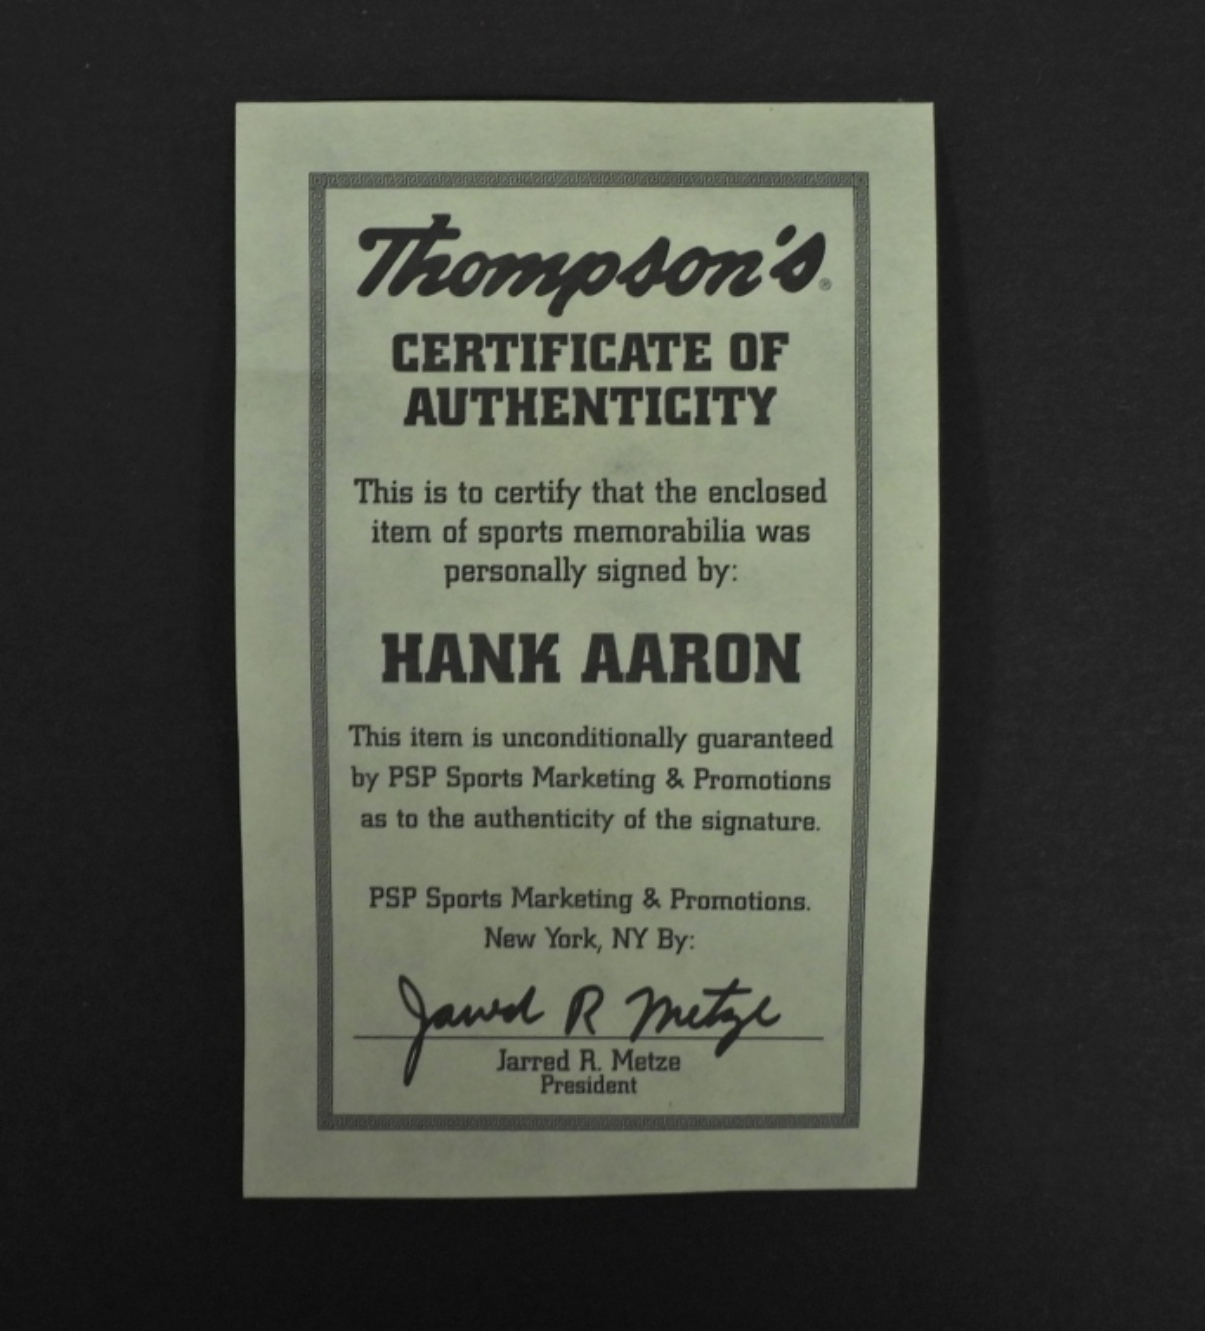 Thompson's®
CERTIFICATE OF
AUTHENTICITY
This is to certify that the enclosed
item of sports memorabilia was
personally signed by:
HANK AARON
This item is unconditionally guaranteed
by PSP Sports Marketing & Promotions
as to the authenticity of the signature.
PSP Sports Marketing & Promotions.
New York, NY By:
Jarred R Metze
Jarred R. Metze
President